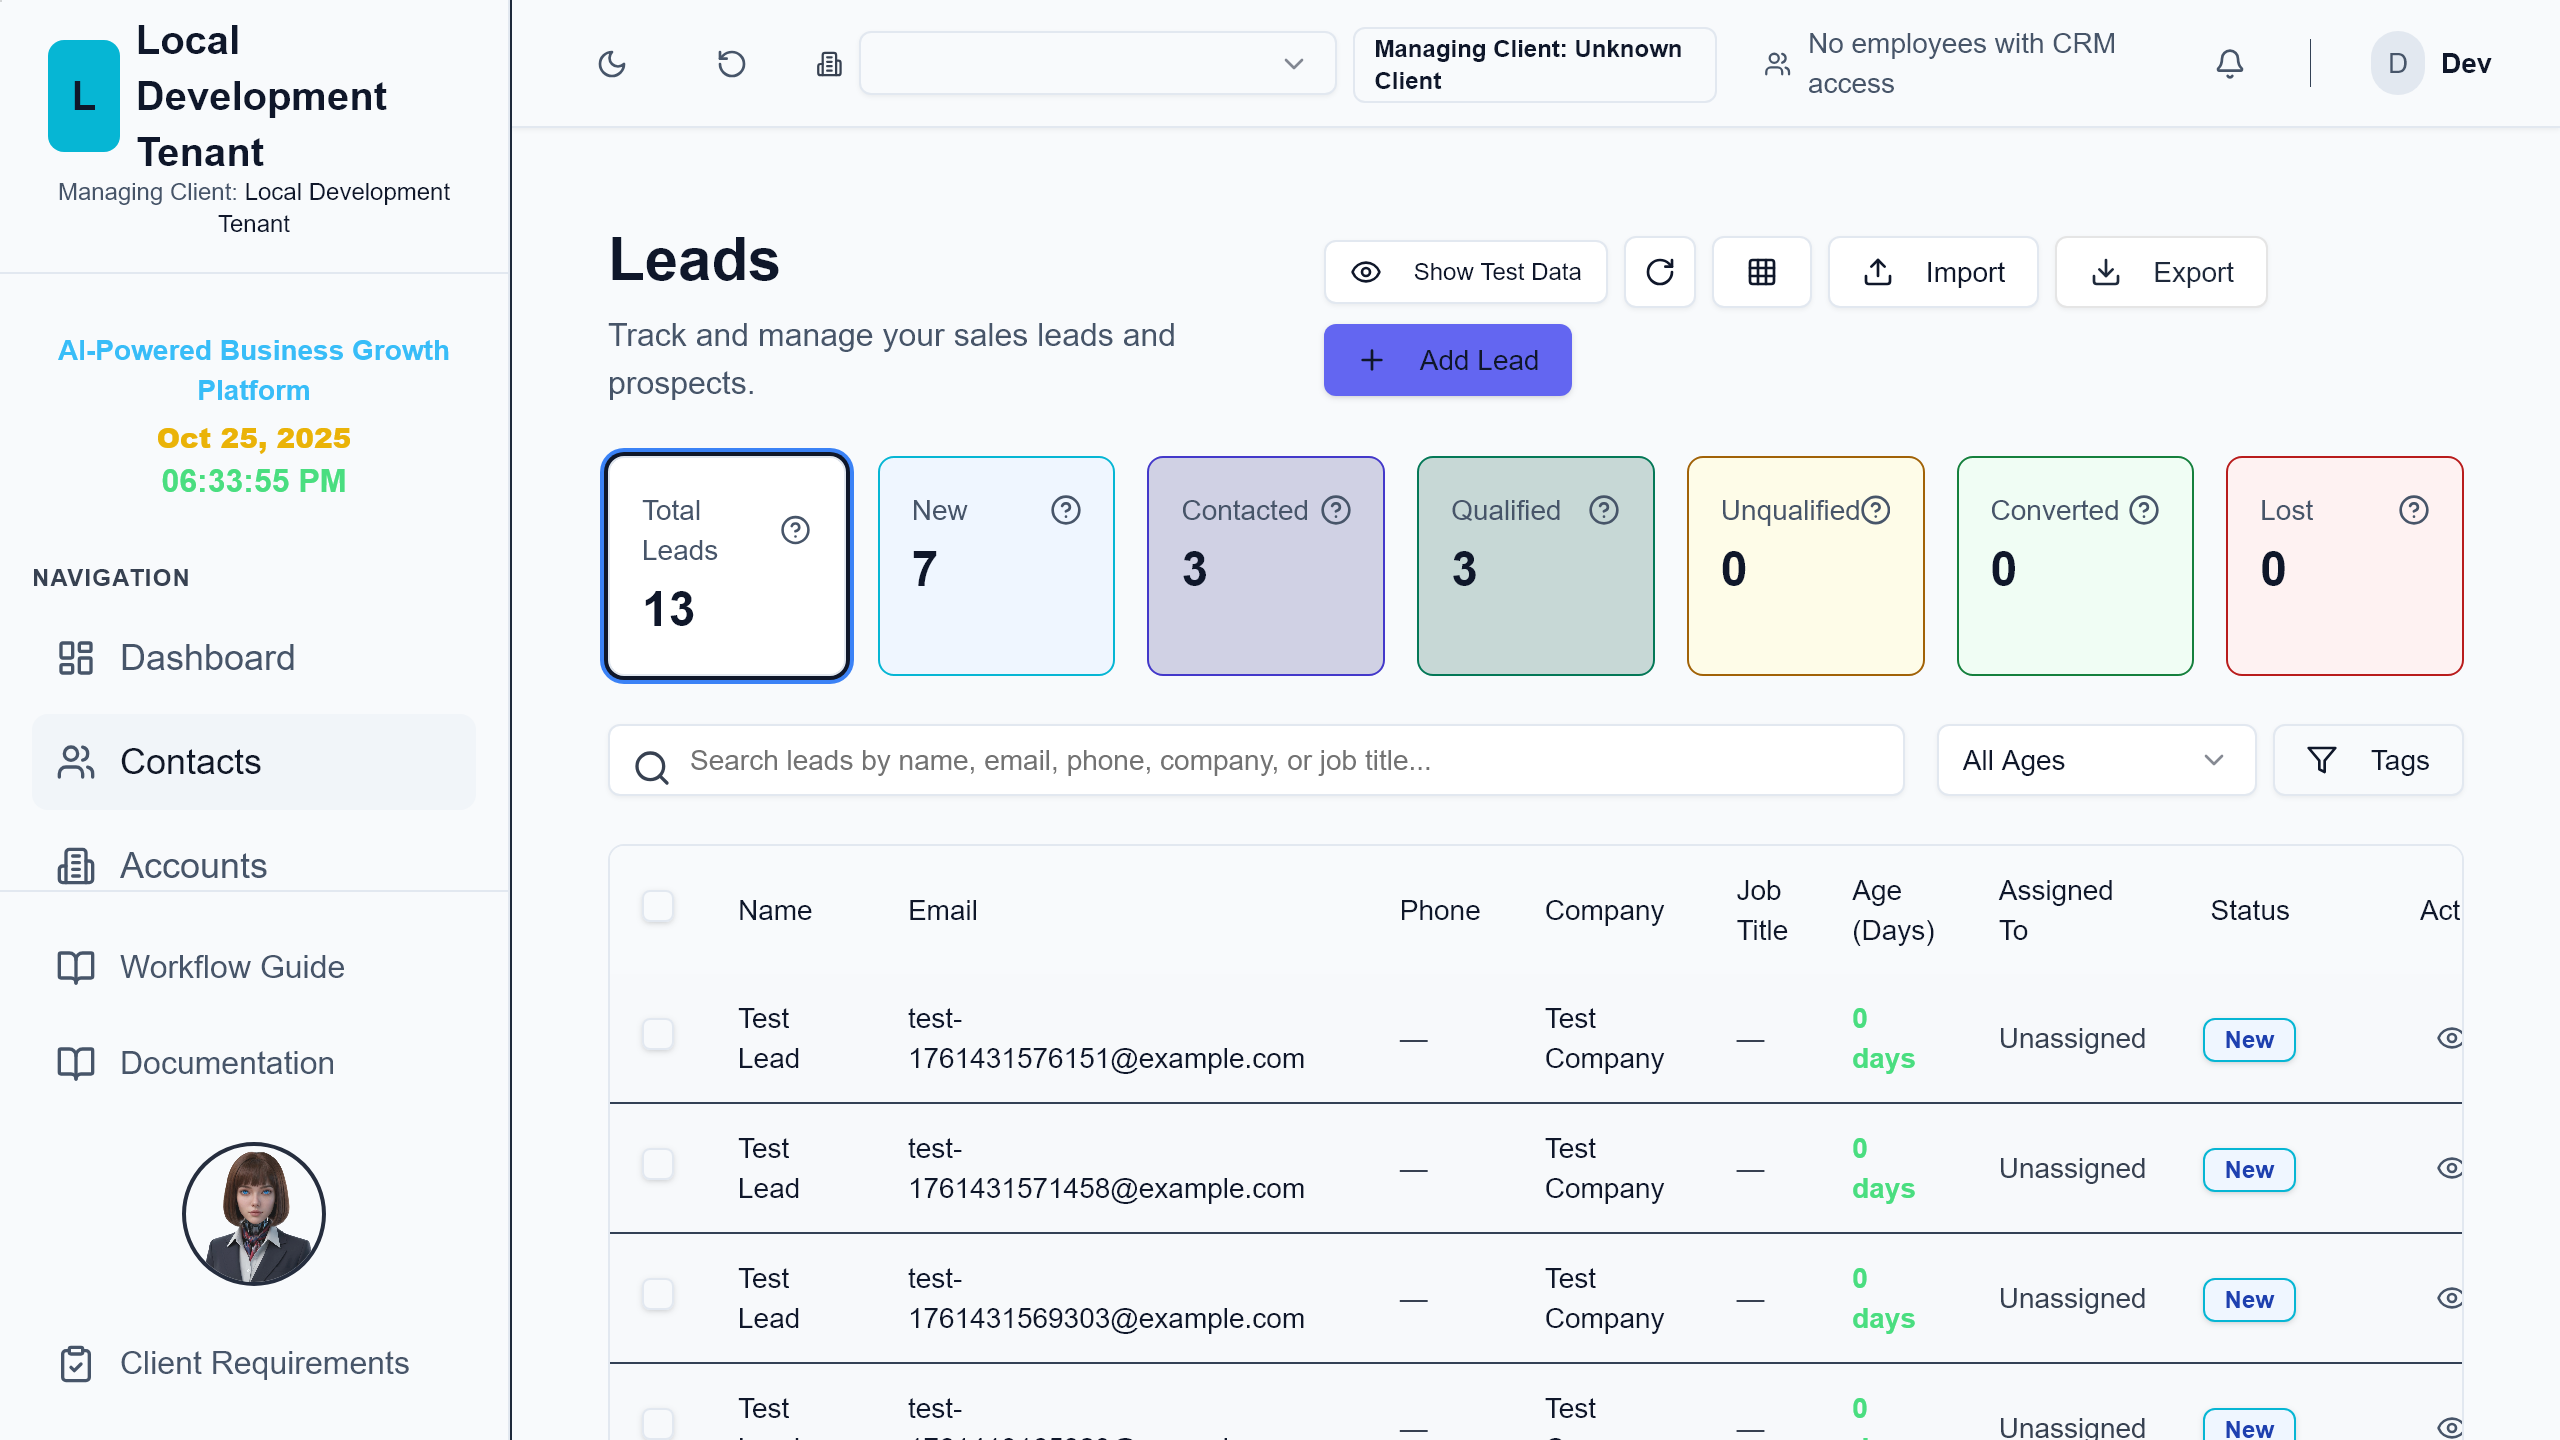 L
Local
Development
Tenant
Managing Client: Local Development
Tenant
AI-Powered Business Growth
Platform
Oct 25, 2025
06:33:55 PM
NAVIGATION
Dashboard
Contacts
Accounts
Workflow Guide
Documentation
Client Requirements
Managing Client: Unknown
Client
No employees with CRM
access
D
Dev
Leads
Track and manage your sales leads and
prospects.
Show Test Data
Import
Export
Add Lead
Total
Leads
13
New
7
Contacted
3
Qualified
3
Unqualified
0
Converted
0
Lost
0
Search leads by name, email, phone, company, or job title...
All Ages
Tags
Name
Email
Phone
Company
Job
Title
Age
(Days)
Assigned
To
Status
Act
Test
Lead
test-
1761431576151@example.com
—
Test
Company
—
0
days
Unassigned
New
Test
Lead
test-
1761431571458@example.com
—
Test
Company
—
0
days
Unassigned
New
Test
Lead
test-
1761431569303@example.com
—
Test
Company
—
0
days
Unassigned
New
Test
test-
—
Test
—
0
Unassigned
New